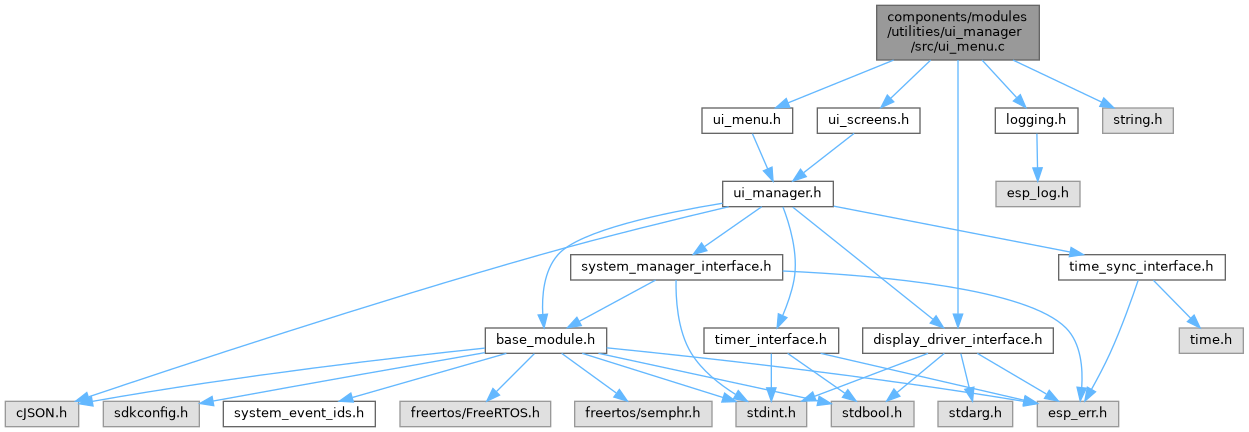 components/modules
/utilities/ui_manager
/src/ui_menu.c
ui_menu.h
ui_screens.h
logging.h
string.h
ui_manager.h
esp_log.h
system_manager_interface.h
time_sync_interface.h
base_module.h
timer_interface.h
display_driver_interface.h
time.h
cJSON.h
sdkconfig.h
system_event_ids.h
freertos/FreeRTOS.h
freertos/semphr.h
stdint.h
stdbool.h
stdarg.h
esp_err.h